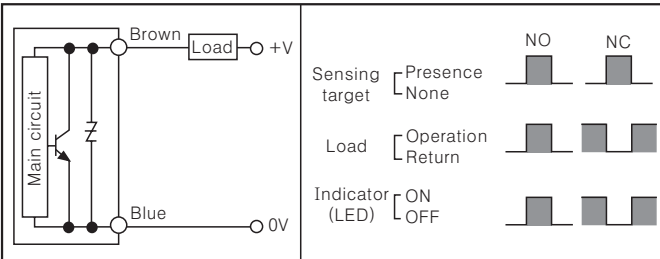 Brown
Load
+V
Main circuit
Blue
0V
NO NC
Sensing target
Presence
None
Load
Operation
Return
Indicator
(LED)
ON
OFF